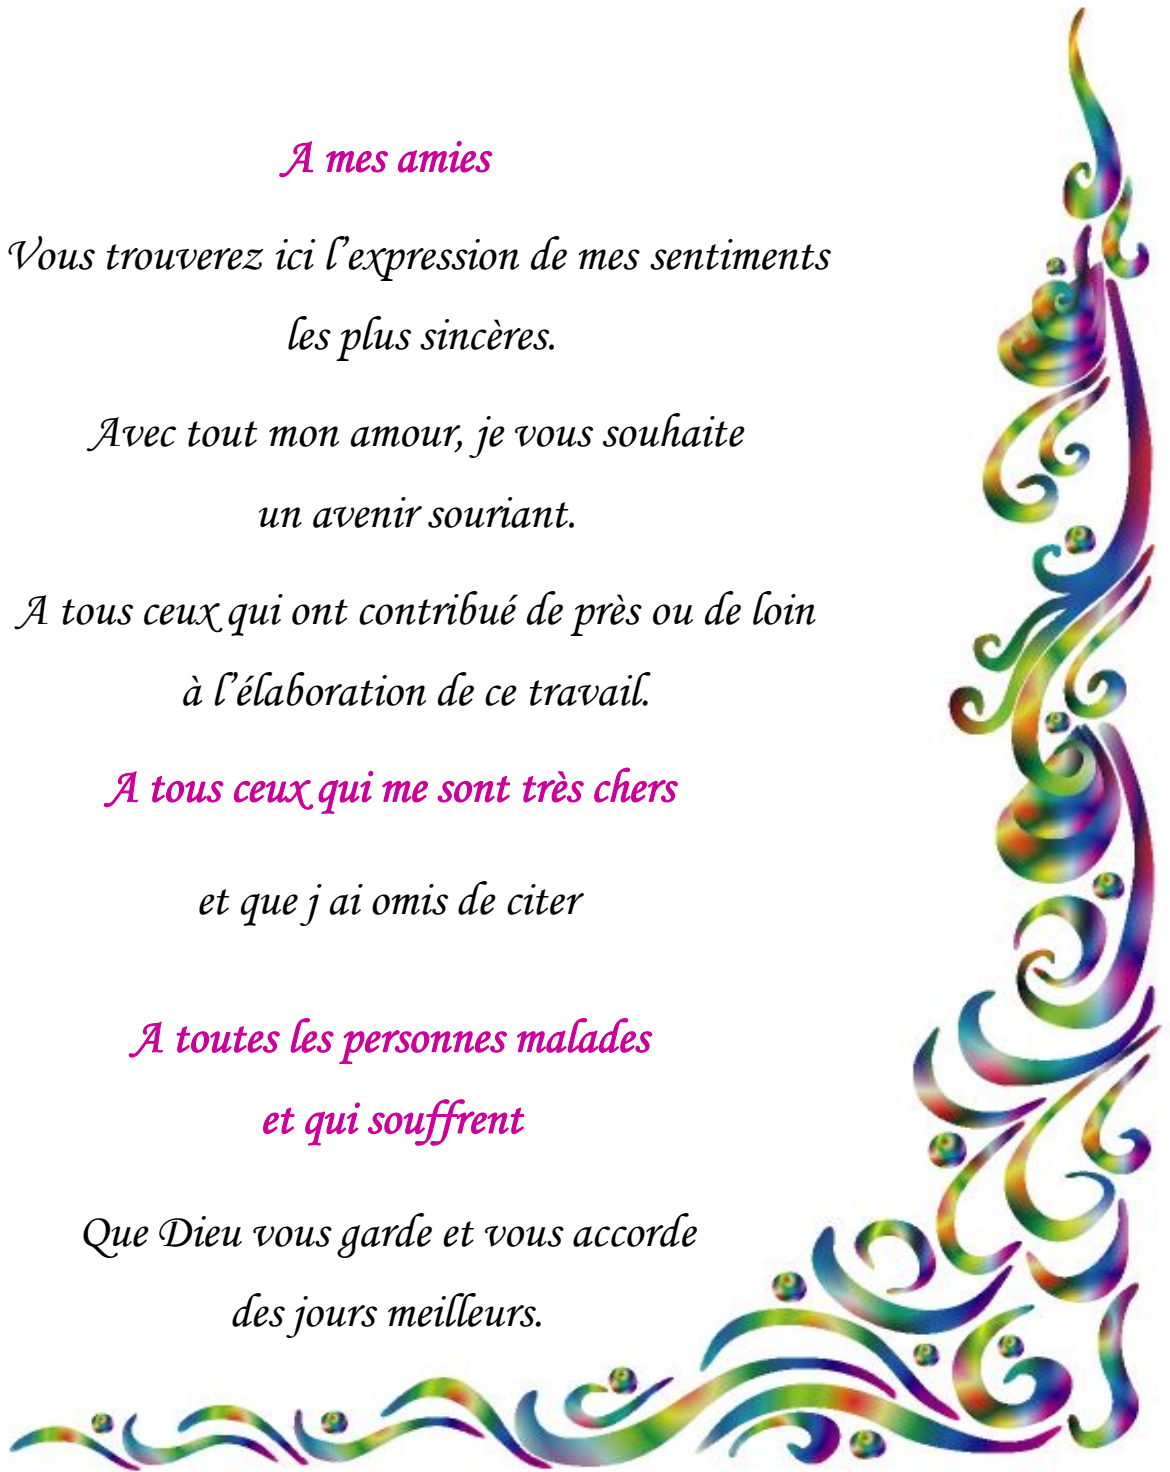 A mes amies
Vous trouverez ici l’expression de mes sentiments
les plus sincères.
Avec tout mon amour, je vous souhaite
un avenir souriant.
A tous ceux qui ont contribué de près ou de loin
à l’élaboration de ce travail.
A tous ceux qui me sont très chers
et que j ai omis de citer
A toutes les personnes malades
et qui souffrent
Que Dieu vous garde et vous accorde
des jours meilleurs.